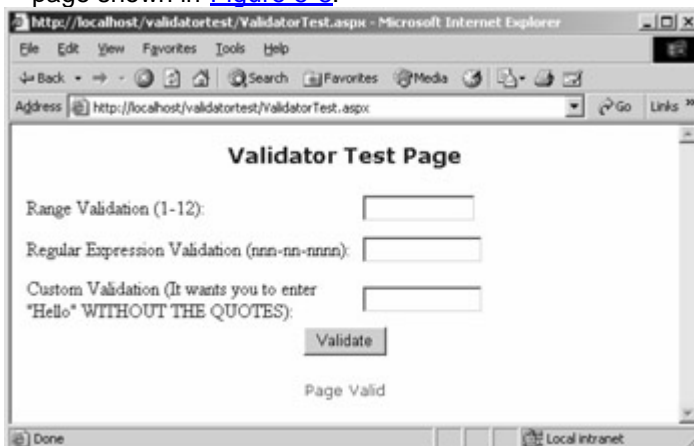 page shown in Figure 8-8.
http://localhost/validatortest/ValidatorTest.aspx - Microsoft Internet Explorer
File Edit View Favorites Tools Help
Back Search Favorites Media
Address http://localhost/validatortest/ValidatorTest.aspx Go Links »
Validator Test Page
Range Validation (1-12):
Regular Expression Validation (nnn-nn-nnnn):
Custom Validation (It wants you to enter
"Hello" WITHOUT THE QUOTES):
Validate
Page Valid
Done Local intranet